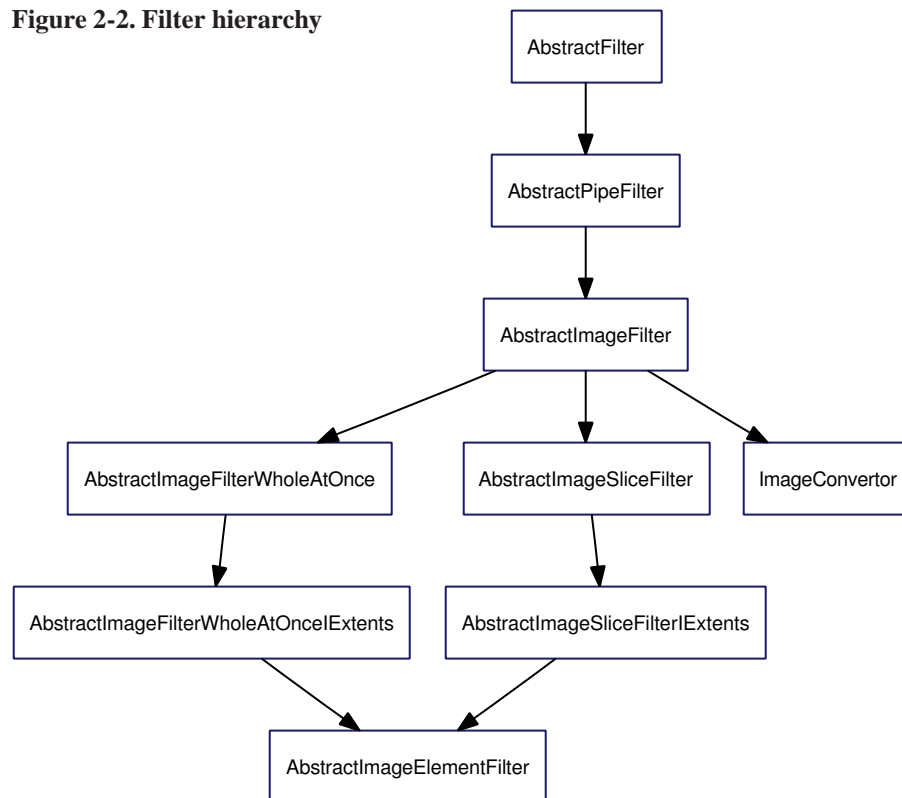 Figure 2-2. Filter hierarchy
AbstractFilter
AbstractPipeFilter
AbstractImageFilter
AbstractImageFilterWholeAtOnce
AbstractImageSliceFilter
ImageConvertor
AbstractImageFilterWholeAtOnceIExtents
AbstractImageSliceFilterIExtents
AbstractImageElementFilter